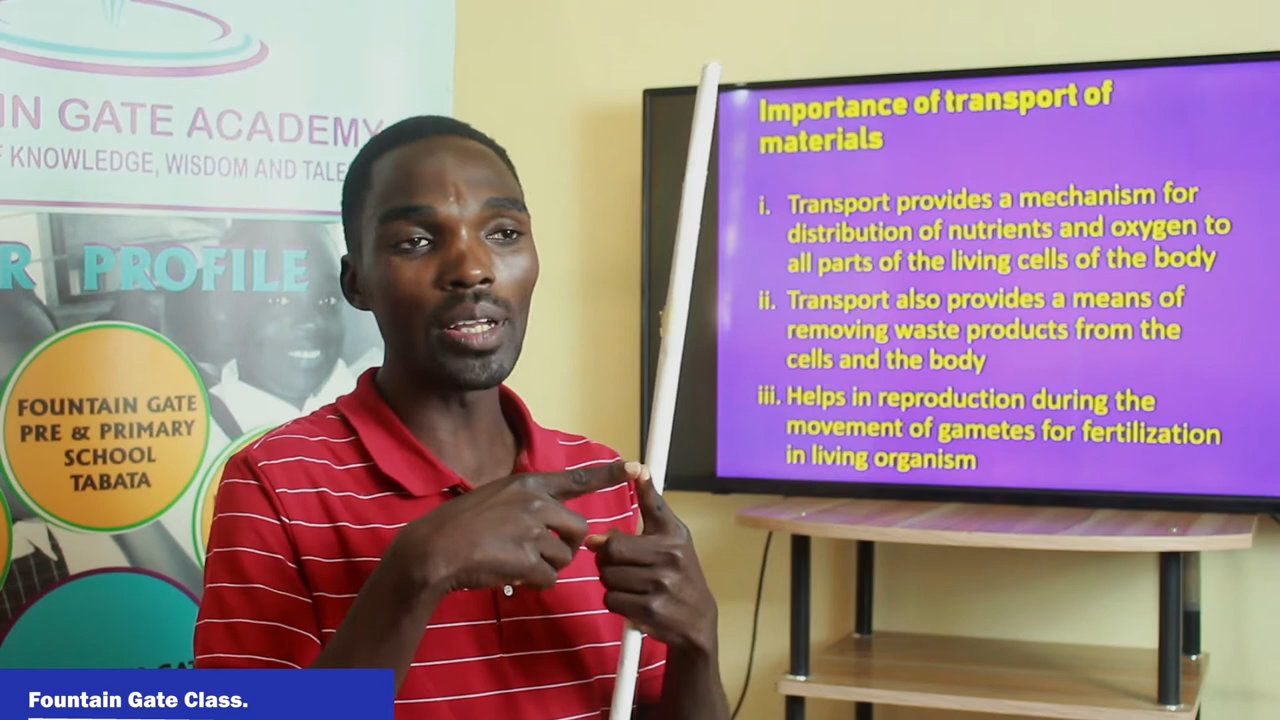 IN GATE ACADEMY
F KNOWLEDGE, WISDOM AND TALE
R PROFILE
FOUNTAIN GATE
PRE & PRIMARY
SCHOOL
TABATA
Importance of transport of
materials
i. Transport provides a mechanism for
distribution of nutrients and oxygen to
all parts of the living cells of the body
ii. Transport also provides a means of
removing waste products from the
cells and the body
iii. Helps in reproduction during the
movement of gametes for fertilization
in living organism
Fountain Gate Class.